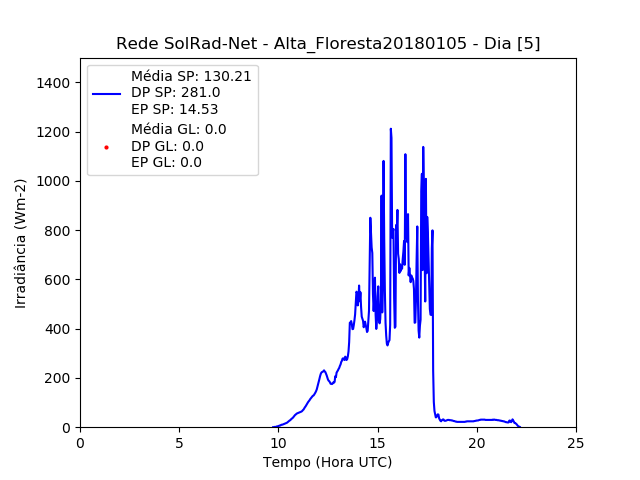 Rede SolRad-Net - Alta_Floresta20180105 - Dia [5]
Média SP: 130.21
DP SP: 281.0
EP SP: 14.53
Média GL: 0.0
DP GL: 0.0
EP GL: 0.0
Irradiância (Wm-2)
1400
1200
1000
800
600
400
200
0
0 5 10 15 20 25
Tempo (Hora UTC)